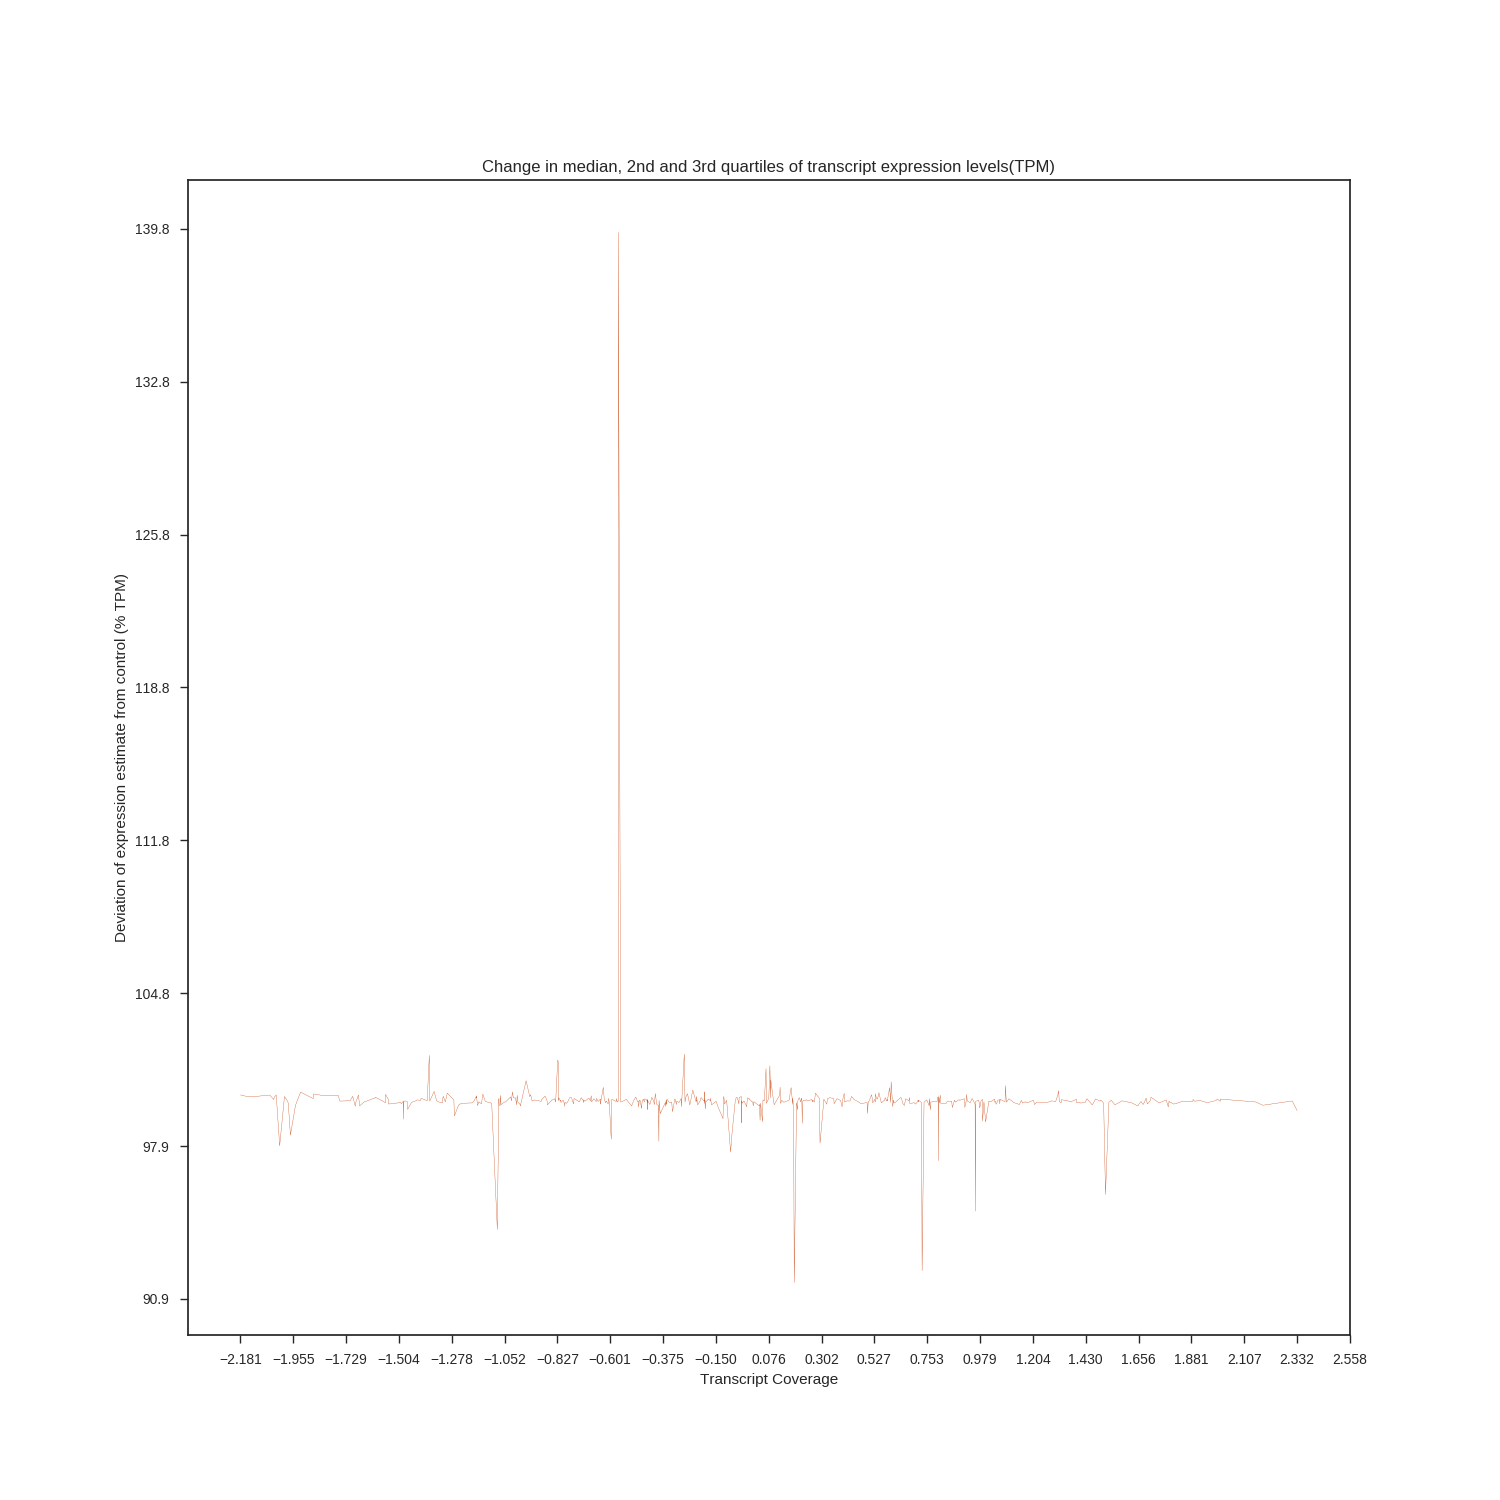 Change in median, 2nd and 3rd quartiles of transcript expression levels(TPM)
139.8
132.8
125.8
118.8
111.8
104.8
97.9
90.9
Deviation of expression estimate from control (% TPM)
−2.181 −1.955 −1.729 −1.504 −1.278 −1.052 −0.827 −0.601 −0.375 −0.150 0.076 0.302 0.527 0.753 0.979 1.204 1.430 1.656 1.881 2.107 2.332 2.558
Transcript Coverage